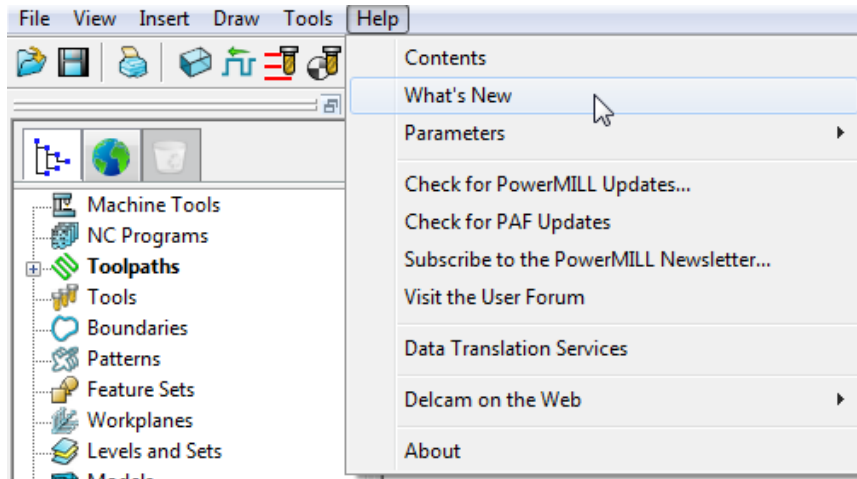 File View Insert Draw Tools Help
Contents
What's New
Parameters
Check for PowerMILL Updates...
Check for PAF Updates
Subscribe to the PowerMILL Newsletter...
Visit the User Forum
Data Translation Services
Delcam on the Web
About
Machine Tools
NC Programs
Toolpaths
Tools
Boundaries
Patterns
Feature Sets
Workplanes
Levels and Sets
Models